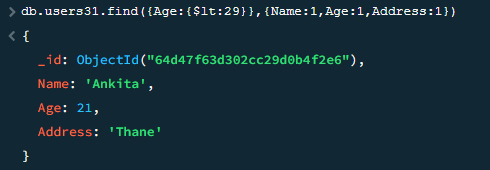 > db.users31.find({Age:{$lt:29}},{Name:1,Age:1,Address:1})
< {
_id: ObjectId("64d47f63d302cc29d0b4f2e6"),
Name: 'Ankita',
Age: 21,
Address: 'Thane'
}